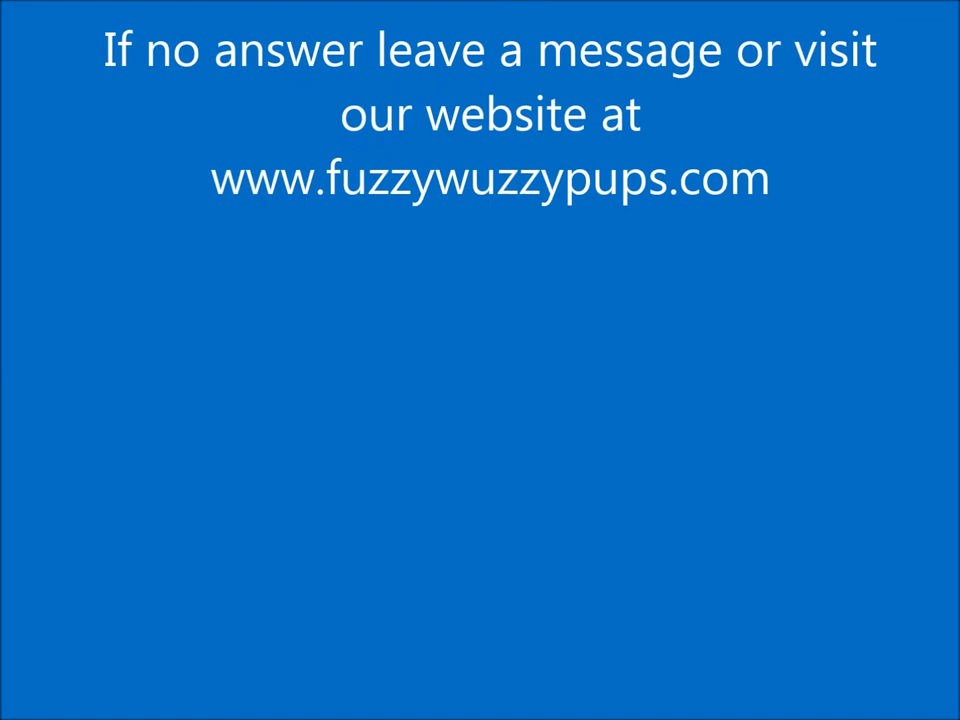 If no answer leave a message or visit
our website at
www.fuzzywuzzypups.com